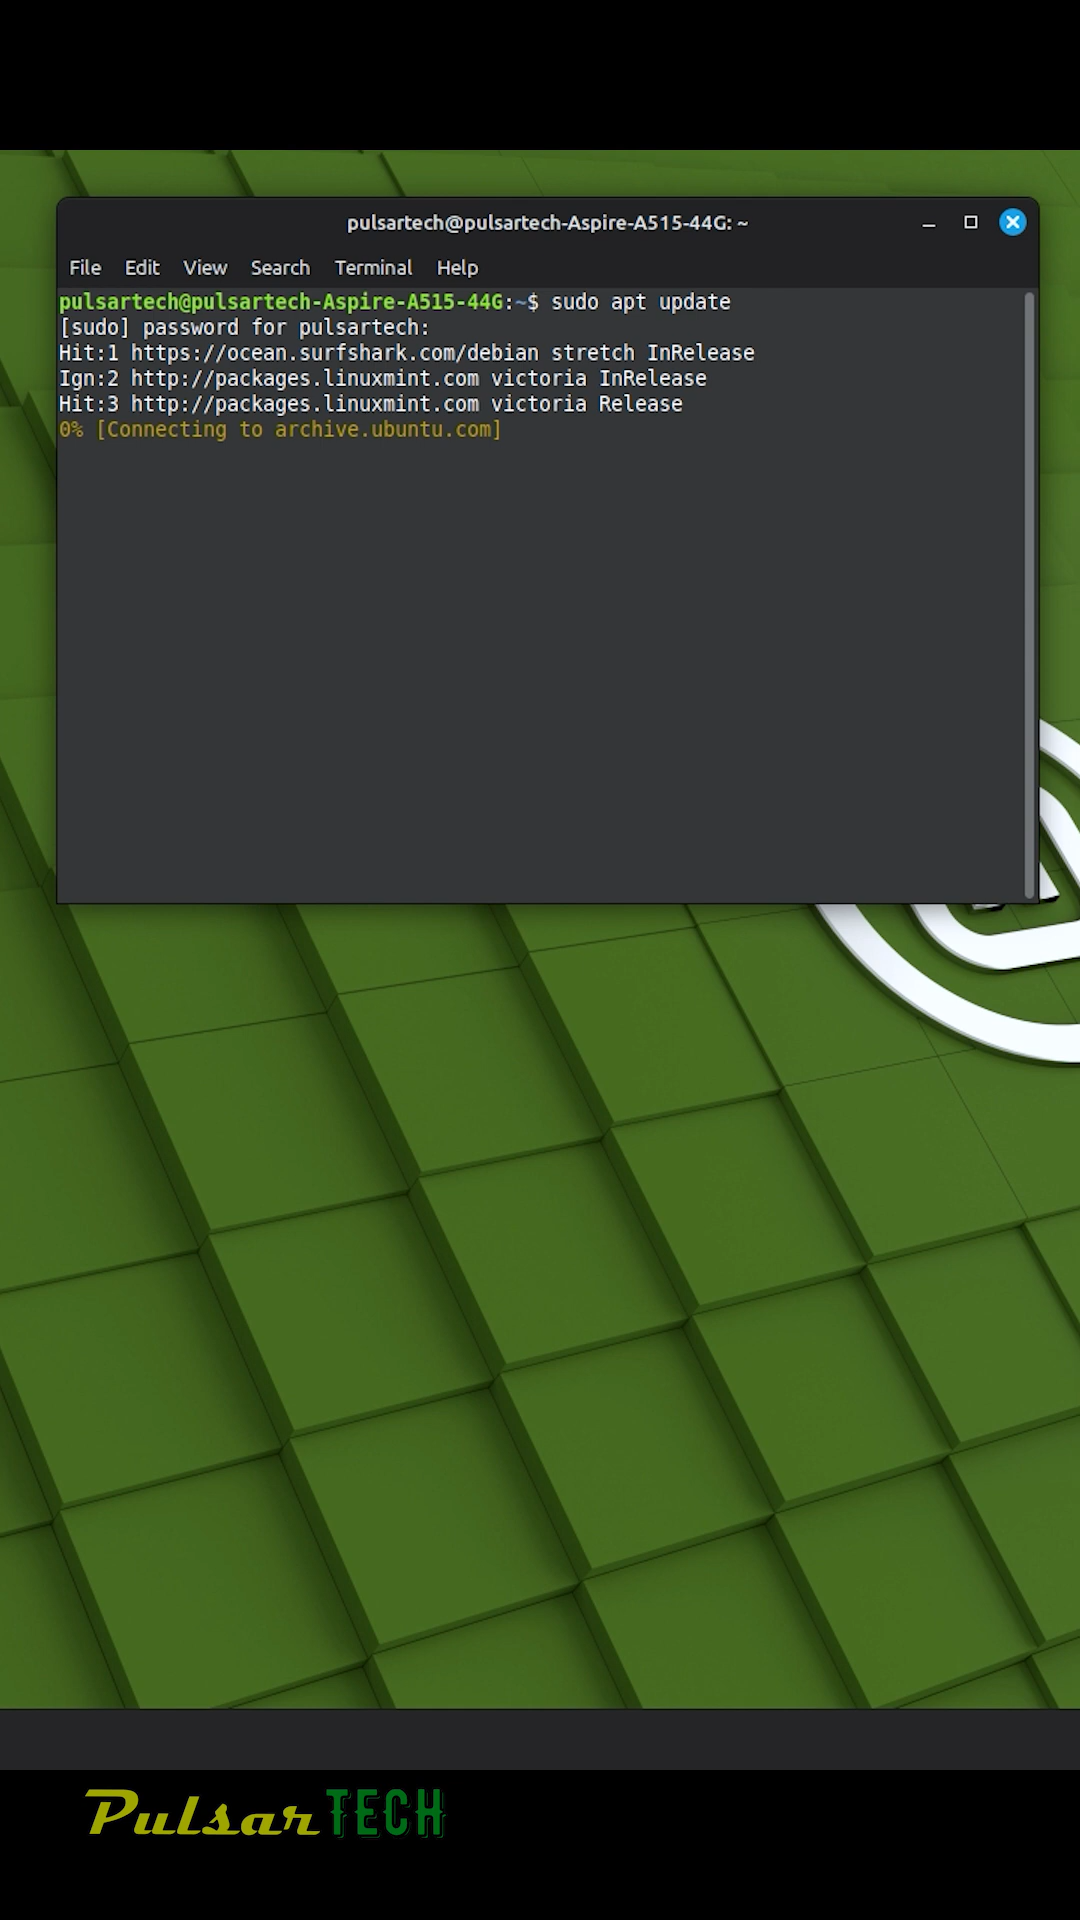 pulsartech@pulsartech-Aspire-A515-44G: ~
File Edit View Search Terminal Help
pulsartech@pulsartech-Aspire-A515-44G:~$ sudo apt update
[sudo] password for pulsartech:
Hit:1 https://ocean.surfshark.com/debian stretch InRelease
Ign:2 http://packages.linuxmint.com victoria InRelease
Hit:3 http://packages.linuxmint.com victoria Release
0% [Connecting to archive.ubuntu.com]
Pulsar TECH